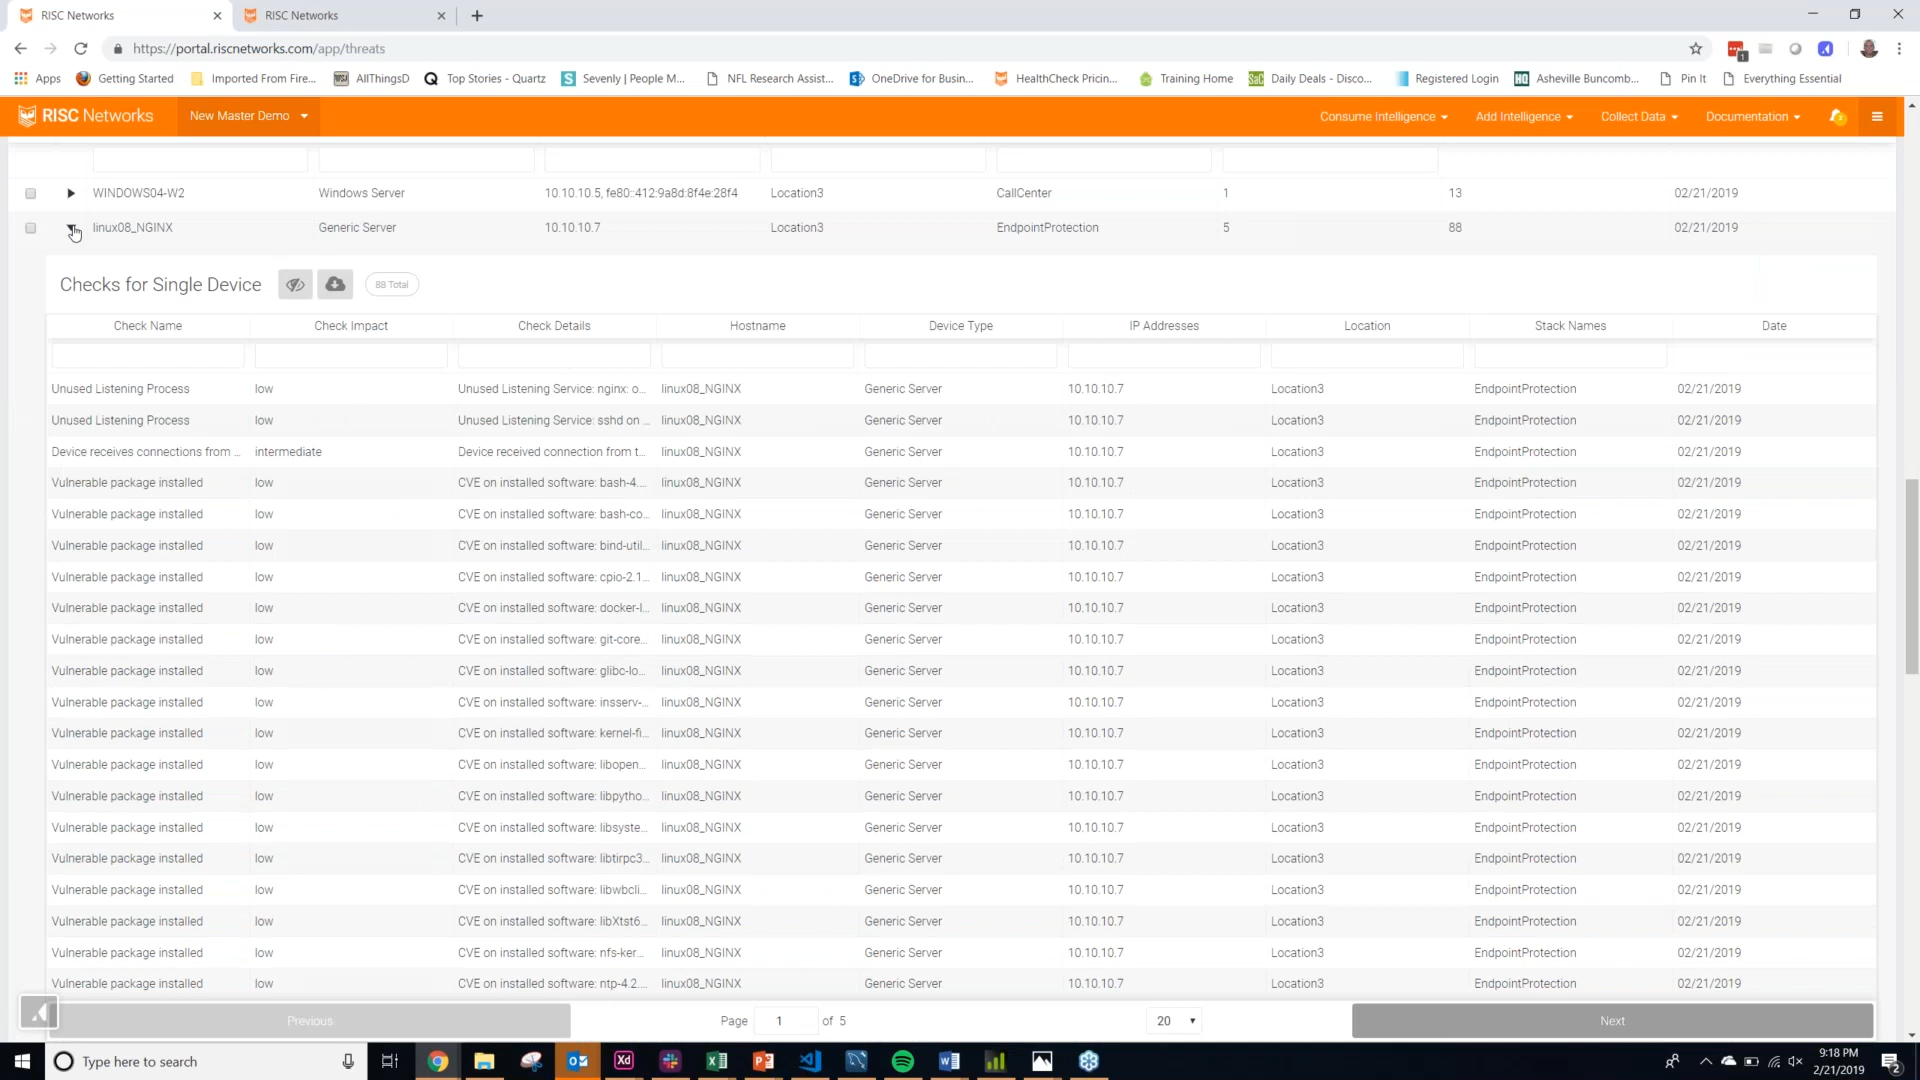 RISC Networks
RISC Networks
https://portal.riscnetworks.com/app/threats
1
Apps Getting Started Imported From Fire... AllThingsD Top Stories - Quartz Sevenly | People M... NFL Research Assist... OneDrive for Busin... HealthCheck Pricin... Training Home Daily Deals - Disco... Registered Login Asheville Buncomb... Pin It Everything Essential
RISC Networks New Master Demo Consume Intelligence Add Intelligence Collect Data Documentation
WINDOWS04-W2 Windows Server 10.10.10.5, fe80::412:9a8d:8f4e:28f4 Location3 CallCenter 1 13 02/21/2019
linux08_NGINX Generic Server 10.10.10.7 Location3 EndpointProtection 5 88 02/21/2019
Checks for Single Device 88 Total
Check Name Check Impact Check Details Hostname Device Type IP Addresses Location Stack Names Date
Unused Listening Process low Unused Listening Service: nginx: o... linux08_NGINX Generic Server 10.10.10.7 Location3 EndpointProtection 02/21/2019
Unused Listening Process low Unused Listening Service: sshd on ... linux08_NGINX Generic Server 10.10.10.7 Location3 EndpointProtection 02/21/2019
Device receives connections from ... intermediate Device received connection from t... linux08_NGINX Generic Server 10.10.10.7 Location3 EndpointProtection 02/21/2019
Vulnerable package installed low CVE on installed software: bash-4.... linux08_NGINX Generic Server 10.10.10.7 Location3 EndpointProtection 02/21/2019
Vulnerable package installed low CVE on installed software: bash-co... linux08_NGINX Generic Server 10.10.10.7 Location3 EndpointProtection 02/21/2019
Vulnerable package installed low CVE on installed software: bind-util... linux08_NGINX Generic Server 10.10.10.7 Location3 EndpointProtection 02/21/2019
Vulnerable package installed low CVE on installed software: cpio-2.1... linux08_NGINX Generic Server 10.10.10.7 Location3 EndpointProtection 02/21/2019
Vulnerable package installed low CVE on installed software: docker-l... linux08_NGINX Generic Server 10.10.10.7 Location3 EndpointProtection 02/21/2019
Vulnerable package installed low CVE on installed software: git-core... linux08_NGINX Generic Server 10.10.10.7 Location3 EndpointProtection 02/21/2019
Vulnerable package installed low CVE on installed software: glibc-lo... linux08_NGINX Generic Server 10.10.10.7 Location3 EndpointProtection 02/21/2019
Vulnerable package installed low CVE on installed software: insserv-... linux08_NGINX Generic Server 10.10.10.7 Location3 EndpointProtection 02/21/2019
Vulnerable package installed low CVE on installed software: kernel-fi... linux08_NGINX Generic Server 10.10.10.7 Location3 EndpointProtection 02/21/2019
Vulnerable package installed low CVE on installed software: libopen... linux08_NGINX Generic Server 10.10.10.7 Location3 EndpointProtection 02/21/2019
Vulnerable package installed low CVE on installed software: libpytho... linux08_NGINX Generic Server 10.10.10.7 Location3 EndpointProtection 02/21/2019
Vulnerable package installed low CVE on installed software: libsyste... linux08_NGINX Generic Server 10.10.10.7 Location3 EndpointProtection 02/21/2019
Vulnerable package installed low CVE on installed software: libtirpc3... linux08_NGINX Generic Server 10.10.10.7 Location3 EndpointProtection 02/21/2019
Vulnerable package installed low CVE on installed software: libwbcli... linux08_NGINX Generic Server 10.10.10.7 Location3 EndpointProtection 02/21/2019
Vulnerable package installed low CVE on installed software: libXtst6... linux08_NGINX Generic Server 10.10.10.7 Location3 EndpointProtection 02/21/2019
Vulnerable package installed low CVE on installed software: nfs-ker... linux08_NGINX Generic Server 10.10.10.7 Location3 EndpointProtection 02/21/2019
Vulnerable package installed low CVE on installed software: ntp-4.2.... linux08_NGINX Generic Server 10.10.10.7 Location3 EndpointProtection 02/21/2019
Previous Page 1 of 5 20 Next
Type here to search
9:18 PM
2/21/2019
2